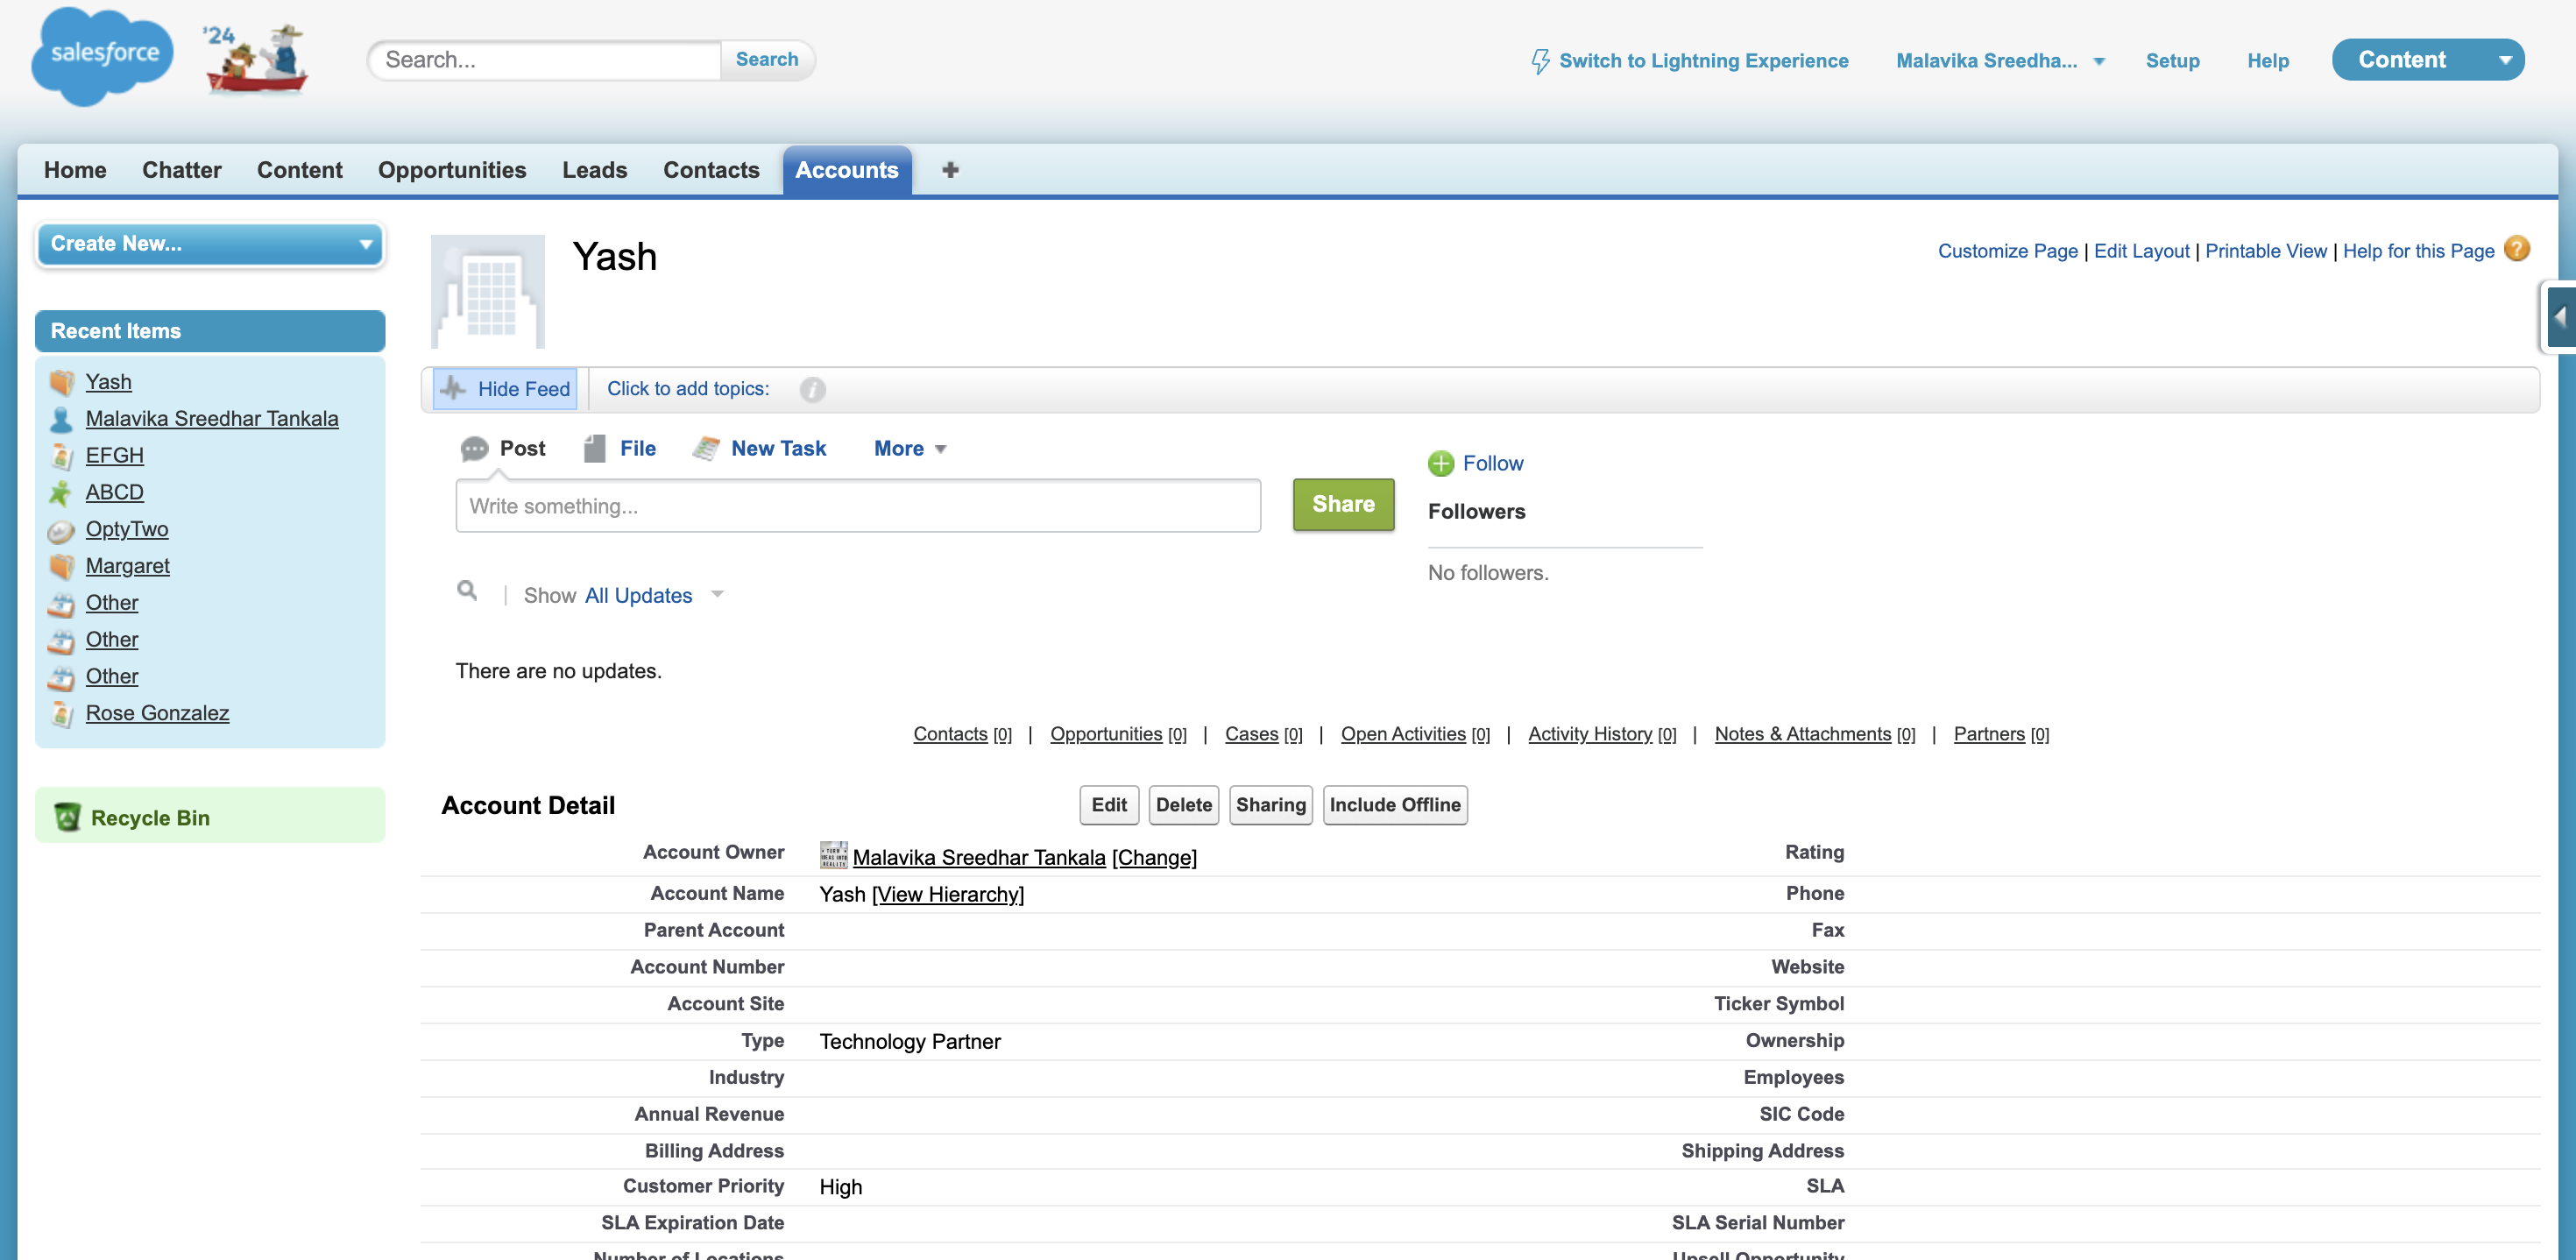 salesforce
'24
Search...
Search
Switch to Lightning Experience
Malavika Sreedha...
Setup
Help
Content
Home
Chatter
Content
Opportunities
Leads
Contacts
Accounts
Create New...
Recent Items
Yash
Malavika Sreedhar Tankala
EFGH
ABCD
OptyTwo
Margaret
Other
Other
Other
Rose Gonzalez
Recycle Bin
Yash
Customize Page | Edit Layout | Printable View | Help for this Page ?
Hide Feed
Click to add topics:
Post
File
New Task
More
Write something...
Share
Follow
Followers
No followers.
Show All Updates
There are no updates.
Contacts [0] | Opportunities [0] | Cases [0] | Open Activities [0] | Activity History [0] | Notes & Attachments [0] | Partners [0]
Account Detail
Edit
Delete
Sharing
Include Offline
Account Owner Malavika Sreedhar Tankala [Change] Rating
Account Name Yash [View Hierarchy] Phone
Parent Account Fax
Account Number Website
Account Site Ticker Symbol
Type Technology Partner Ownership
Industry Employees
Annual Revenue SIC Code
Billing Address Shipping Address
Customer Priority High SLA
SLA Expiration Date SLA Serial Number
Number of Locations Upsell Opportunity